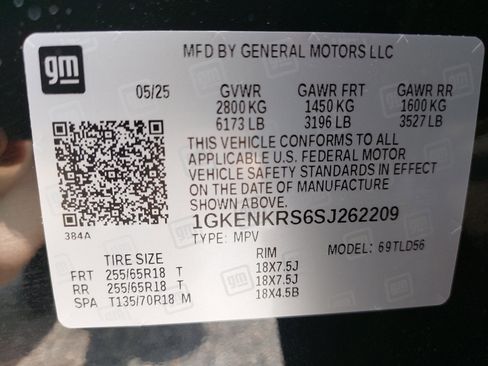 gm
MFD BY GENERAL MOTORS LLC
05/25 GVWR GAWR FRT GAWR RR
2800 KG 1450 KG 1600 KG
6173 LB 3196 LB 3527 LB
THIS VEHICLE CONFORMS TO ALL
APPLICABLE U.S. FEDERAL MOTOR
VEHICLE SAFETY STANDARDS IN EFFECT
ON THE DATE OF MANUFACTURE
SHOWN ABOVE.
1GKENKRS6SJ262209
384A
TYPE: MPV MODEL: 69TLD56
TIRE SIZE RIM
FRT 255/65R18 T 18X7.5J
RR 255/65R18 T 18X7.5J
SPA T135/70R18 M 18X4.5B